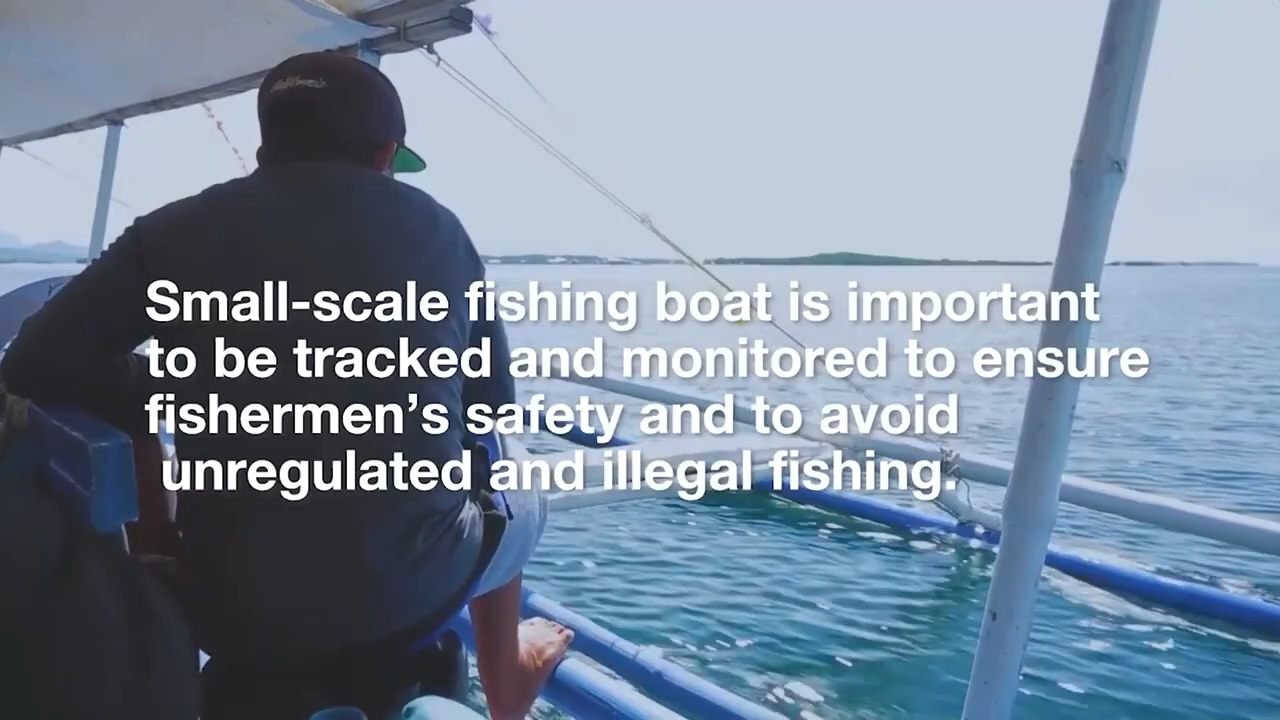 Small-scale fishing boat is important
to be tracked and monitored to ensure
fishermen’s safety and to avoid
unregulated and illegal fishing.